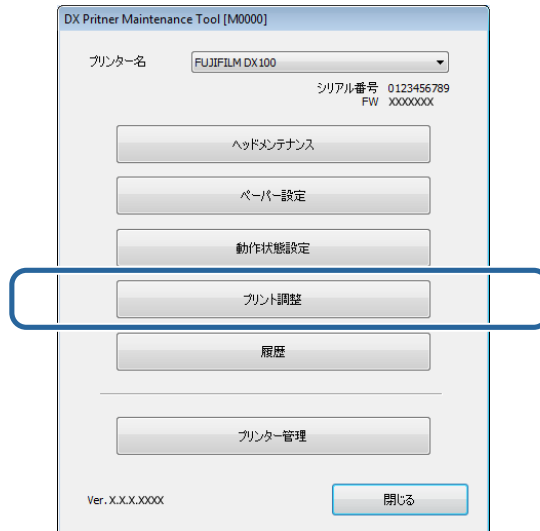 DX Pritner Maintenance Tool [M0000]
プリンター名 FUJIFILM DX100
シリアル番号 0123456789
FW XXXXXXX
ヘッドメンテナンス
ペーパー設定
動作状態設定
プリント調整
履歴
プリンター管理
Ver.X.X.X.XXXX 閉じる